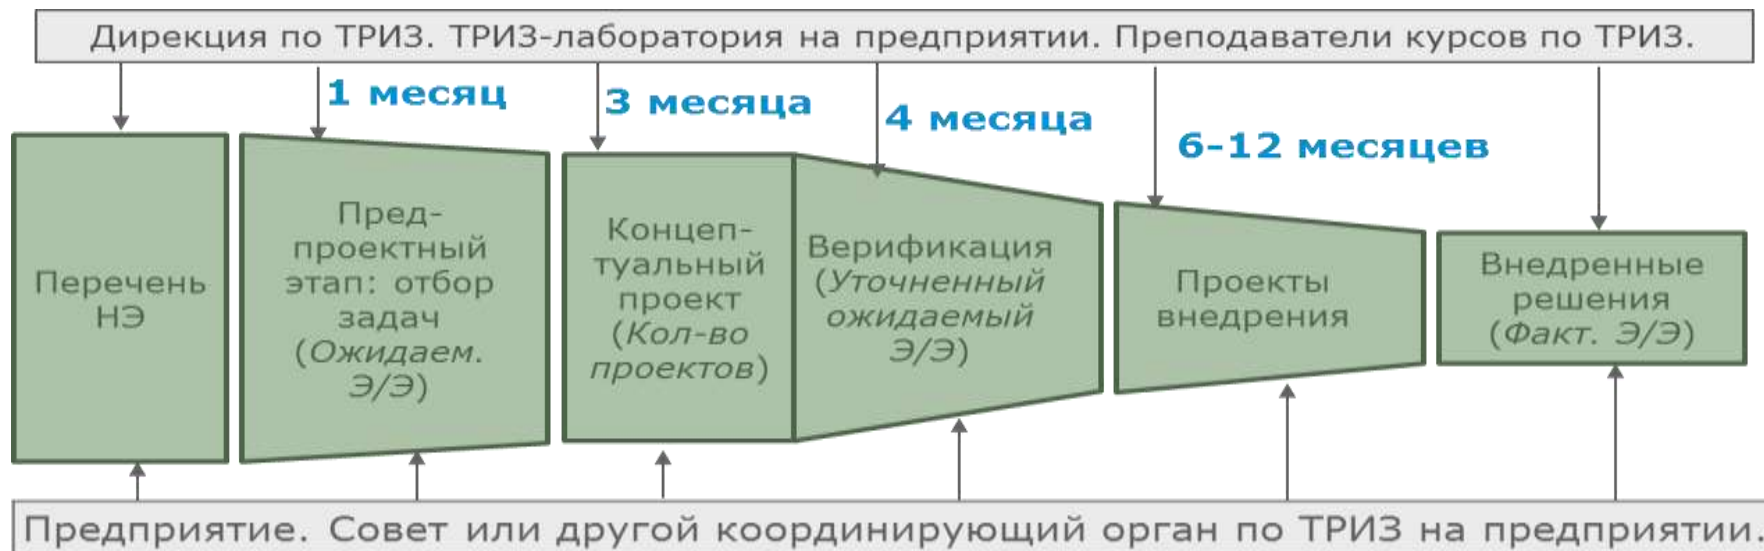 Дирекция по ТРИЗ. ТРИЗ-лаборатория на предприятии. Преподаватели курсов по ТРИЗ.
1 месяц
3 месяца
4 месяца
6-12 месяцев
Перечень
НЭ
Пред-
проектный
этап: отбор
задач
(Ожидаем.
Э/Э)
Концеп-
туальный
проект
(Кол-во
проектов)
Верификация
(Уточненный
ожидаемый
Э/Э)
Проекты
внедрения
Внедренные
решения
(Факт. Э/Э)
Предприятие. Совет или другой координирующий орган по ТРИЗ на предприятии.